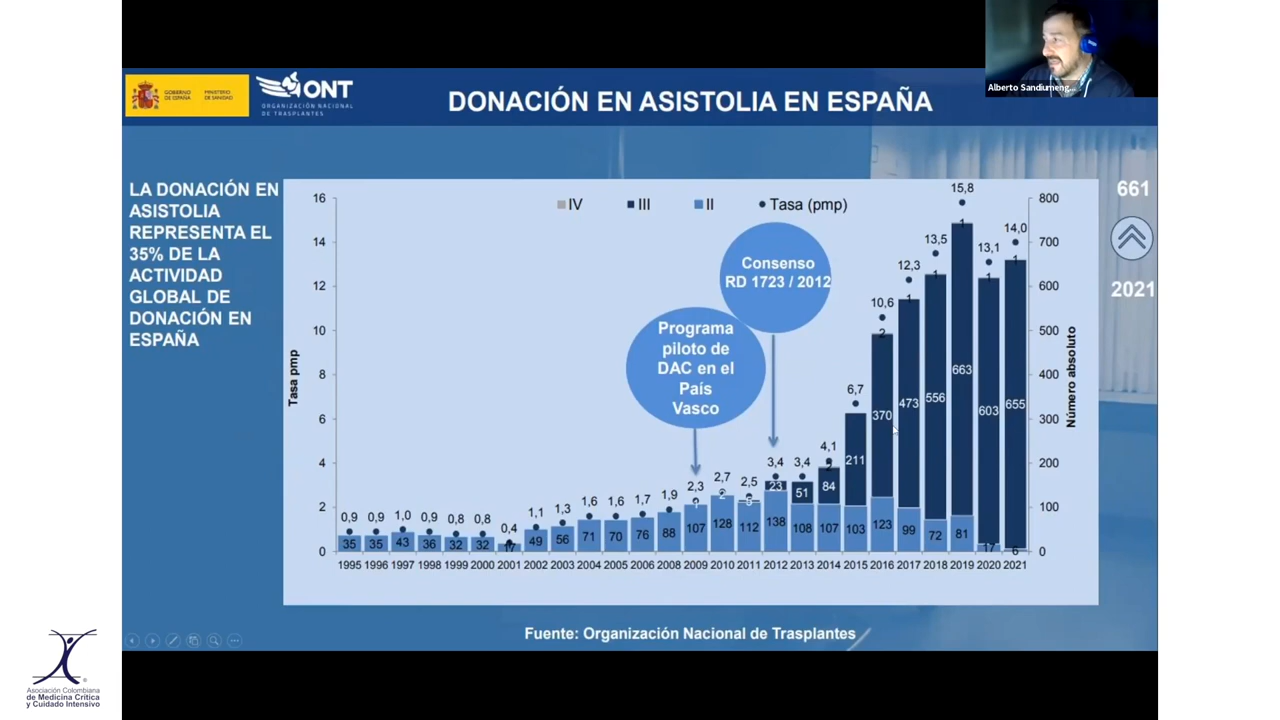 Alberto Sandiumeng...
GOBIERNO DE ESPAÑA
MINISTERIO DE SANIDAD
ONT
ORGANIZACIÓN NACIONAL
DE TRASPLANTES
DONACIÓN EN ASISTOLIA EN ESPAÑA
LA DONACIÓN EN
ASISTOLIA
REPRESENTA EL
35% DE LA
ACTIVIDAD
GLOBAL DE
DONACIÓN EN
ESPAÑA
661
2021
IV III II Tasa (pmp)
Consenso
RD 1723 / 2012
Programa
piloto de
DAC en el
País
Vasco
Tasa pmp
16
14
12
10
8
6
4
2
0
Número absoluto
800
700
600
500
400
300
200
100
0
0,9 0,9 1,0 0,9 0,8 0,8 0,4 1,1 1,3 1,6 1,6 1,7 1,9 2,3 2,7 2,5 3,4 3,4 4,1 6,7 10,6 12,3 13,5 15,8 13,1 14,0
2 2 1 1 1 1 1
23 51 84 211 370 473 556 663 603 655
35 35 43 36 32 32 17 49 56 71 70 76 88 107 128 112 138 108 107 103 123 99 72 81 17 6
1995 1996 1997 1998 1999 2000 2001 2002 2003 2004 2005 2006 2008 2009 2010 2011 2012 2013 2014 2015 2016 2017 2018 2019 2020 2021
Fuente: Organización Nacional de Trasplantes
Asociación Colombiana
de Medicina Crítica
y Cuidado Intensivo